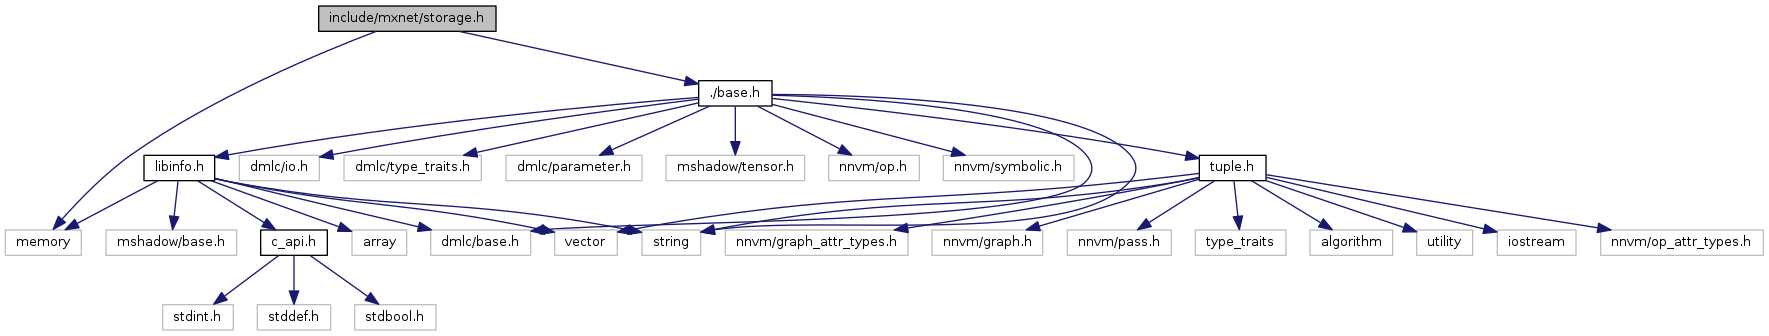 include/mxnet/storage.h
./base.h
libinfo.h
dmlc/io.h
dmlc/type_traits.h
dmlc/parameter.h
mshadow/tensor.h
nnvm/op.h
nnvm/symbolic.h
tuple.h
memory
mshadow/base.h
c_api.h
array
dmlc/base.h
vector
string
nnvm/graph_attr_types.h
nnvm/graph.h
nnvm/pass.h
type_traits
algorithm
utility
iostream
nnvm/op_attr_types.h
stdint.h
stddef.h
stdbool.h